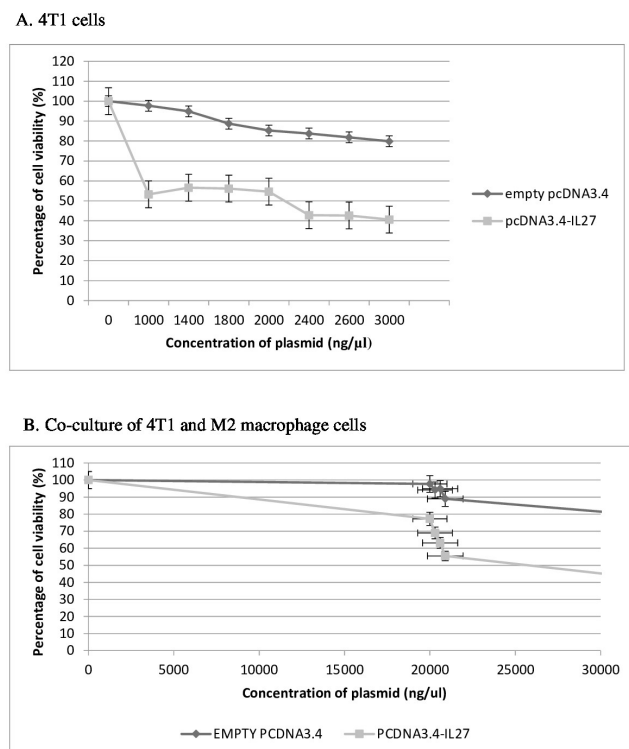 A. 4T1 cells
120
110
100
90
80
70
60
50
40
30
20
10
0
Percentage of cell viability (%)
0 1000 1400 1800 2000 2400 2600 3000
Concentration of plasmid (ng/µl)
empty pcDNA3.4
pcDNA3.4-IL27
B. Co-culture of 4T1 and M2 macrophage cells
110
100
90
80
70
60
50
40
30
20
10
0
Percentage of cell viability (%)
0 5000 10000 15000 20000 25000 30000
Concentration of plasmid (ng/ul)
EMPTY PCDNA3.4 PCDNA3.4-IL27